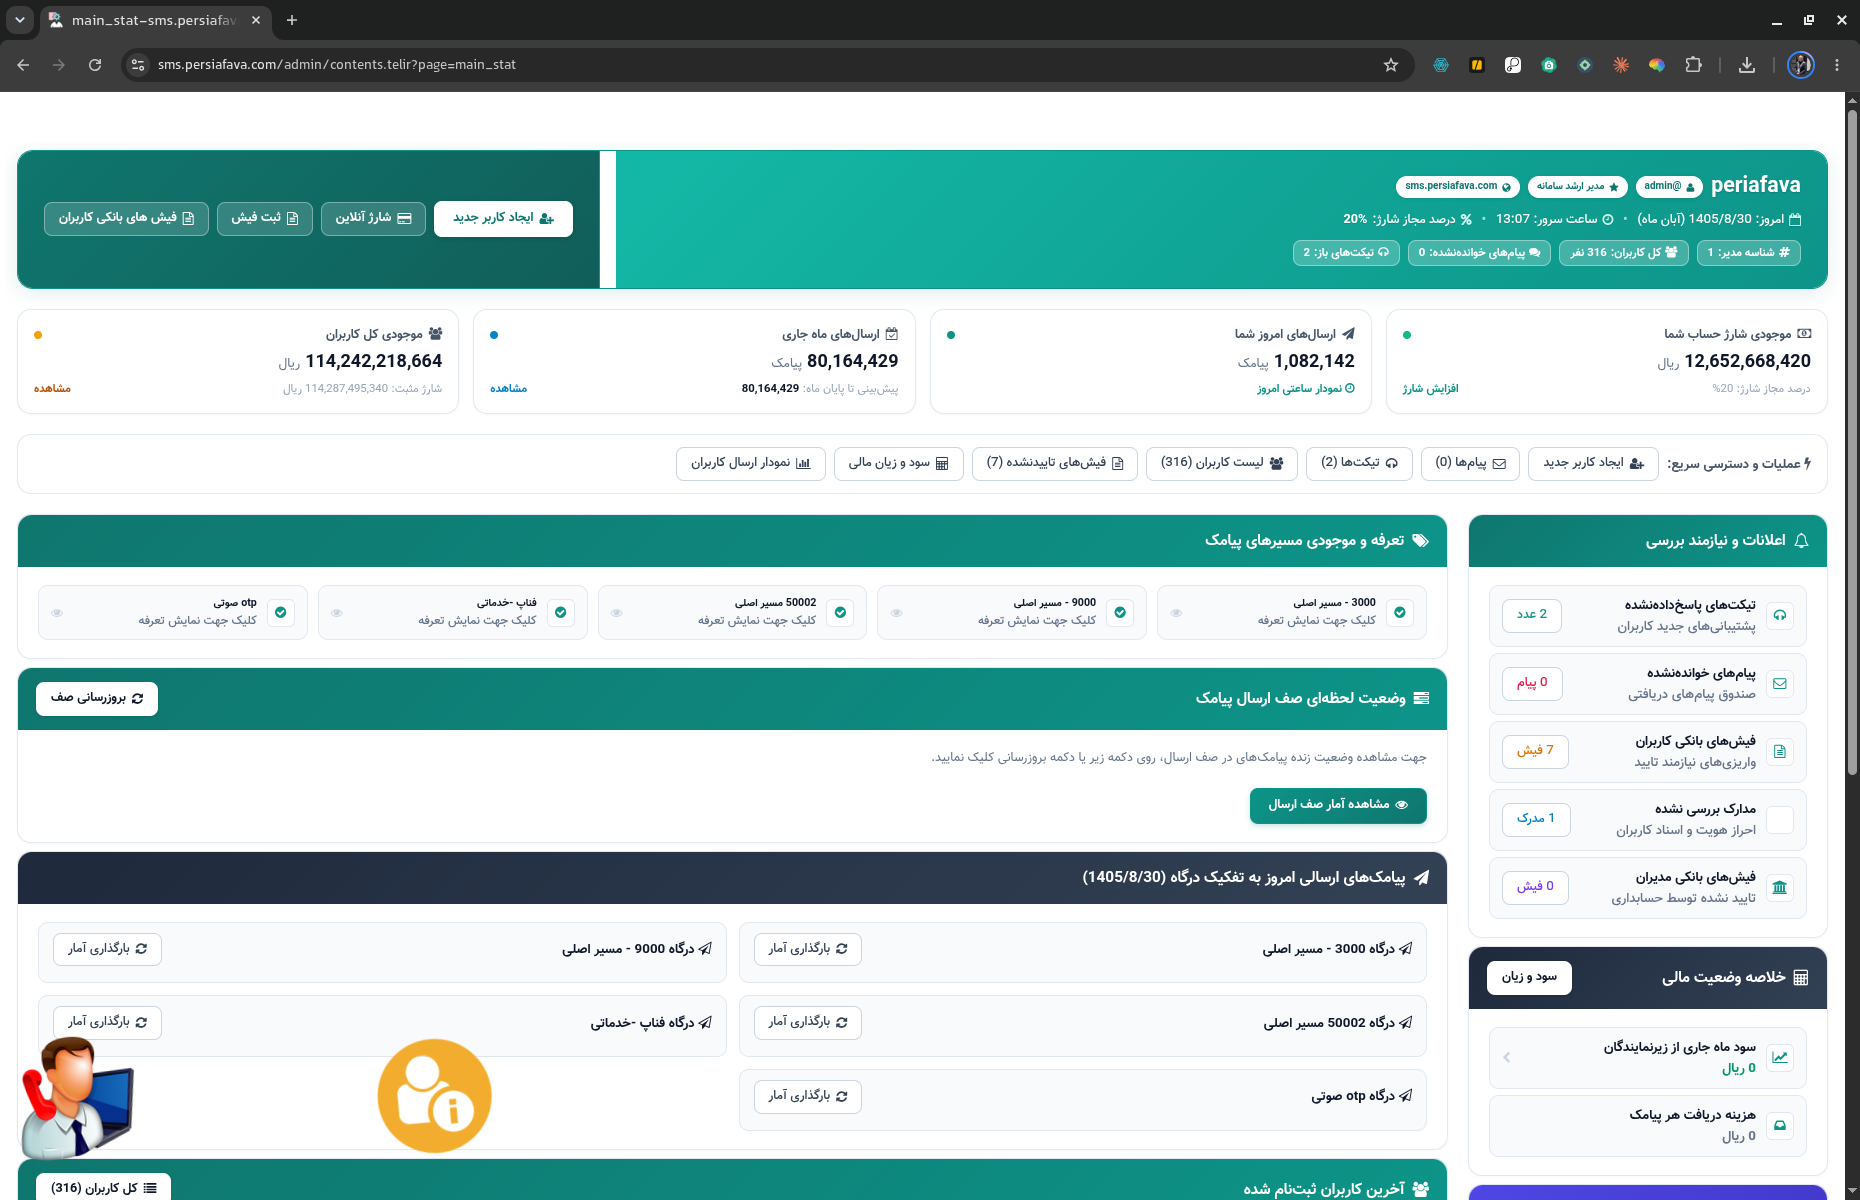 main_stat-sms.persiafav
sms.persiafava.com/admin/contents.telir?page=main_stat
periafava
@admin
مدیر ارشد سامانه
sms.persiafava.com
امروز: 1405/8/30 (آبان ماه) • ساعت سرور: 13:07 • درصد مجاز شارژ: 20%
شناسه مدیر: 1
کل کاربران: 316 نفر
پیام‌های خوانده‌نشده: 0
تیکت‌های باز: 2
ایجاد کاربر جدید
شارژ آنلاین
ثبت فیش
فیش های بانکی کاربران
موجودی شارژ حساب شما
12,652,668,420 ریال
درصد مجاز شارژ: 20%
افزایش شارژ
ارسال‌های امروز شما
1,082,142 پیامک
نمودار ساعتی امروز
ارسال‌های ماه جاری
80,164,429 پیامک
پیش‌بینی تا پایان ماه: 80,164,429
مشاهده
موجودی کل کاربران
114,242,218,664 ریال
شارژ مثبت: 114,287,495,340 ریال
مشاهده
عملیات و دسترسی سریع:
ایجاد کاربر جدید
پیام‌ها (0)
تیکت‌ها (2)
لیست کاربران (316)
فیش‌های تاییدنشده (7)
سود و زیان مالی
نمودار ارسال کاربران
اعلانات و نیازمند بررسی
تیکت‌های پاسخ‌داده‌نشده
پشتیبانی‌های جدید کاربران
2 عدد
پیام‌های خوانده‌نشده
صندوق پیام‌های دریافتی
0 پیام
فیش‌های بانکی کاربران
واریزی‌های نیازمند تایید
7 فیش
مدارک بررسی نشده
احراز هویت و اسناد کاربران
1 مدرک
فیش‌های بانکی مدیران
تایید نشده توسط حسابداری
0 فیش
خلاصه وضعیت مالی
سود و زیان
سود ماه جاری از زیرنمایندگان
0 ریال
هزینه دریافت هر پیامک
0 ریال
تعرفه و موجودی مسیرهای پیامک
3000 - مسیر اصلی
کلیک جهت نمایش تعرفه
9000 - مسیر اصلی
کلیک جهت نمایش تعرفه
50002 مسیر اصلی
کلیک جهت نمایش تعرفه
فناپ -خدماتی
کلیک جهت نمایش تعرفه
otp صوتی
کلیک جهت نمایش تعرفه
وضعیت لحظه‌ای صف ارسال پیامک
بروزرسانی صف
جهت مشاهده وضعیت زنده پیامک‌های در صف ارسال، روی دکمه زیر یا دکمه بروزرسانی کلیک نمایید.
مشاهده آمار صف ارسال
پیامک‌های ارسالی امروز به تفکیک درگاه (1405/8/30)
درگاه 3000 - مسیر اصلی
بارگذاری آمار
درگاه 9000 - مسیر اصلی
بارگذاری آمار
درگاه 50002 مسیر اصلی
بارگذاری آمار
درگاه فناپ -خدماتی
بارگذاری آمار
درگاه otp صوتی
بارگذاری آمار
آخرین کاربران ثبت‌نام شده
کل کاربران (316)